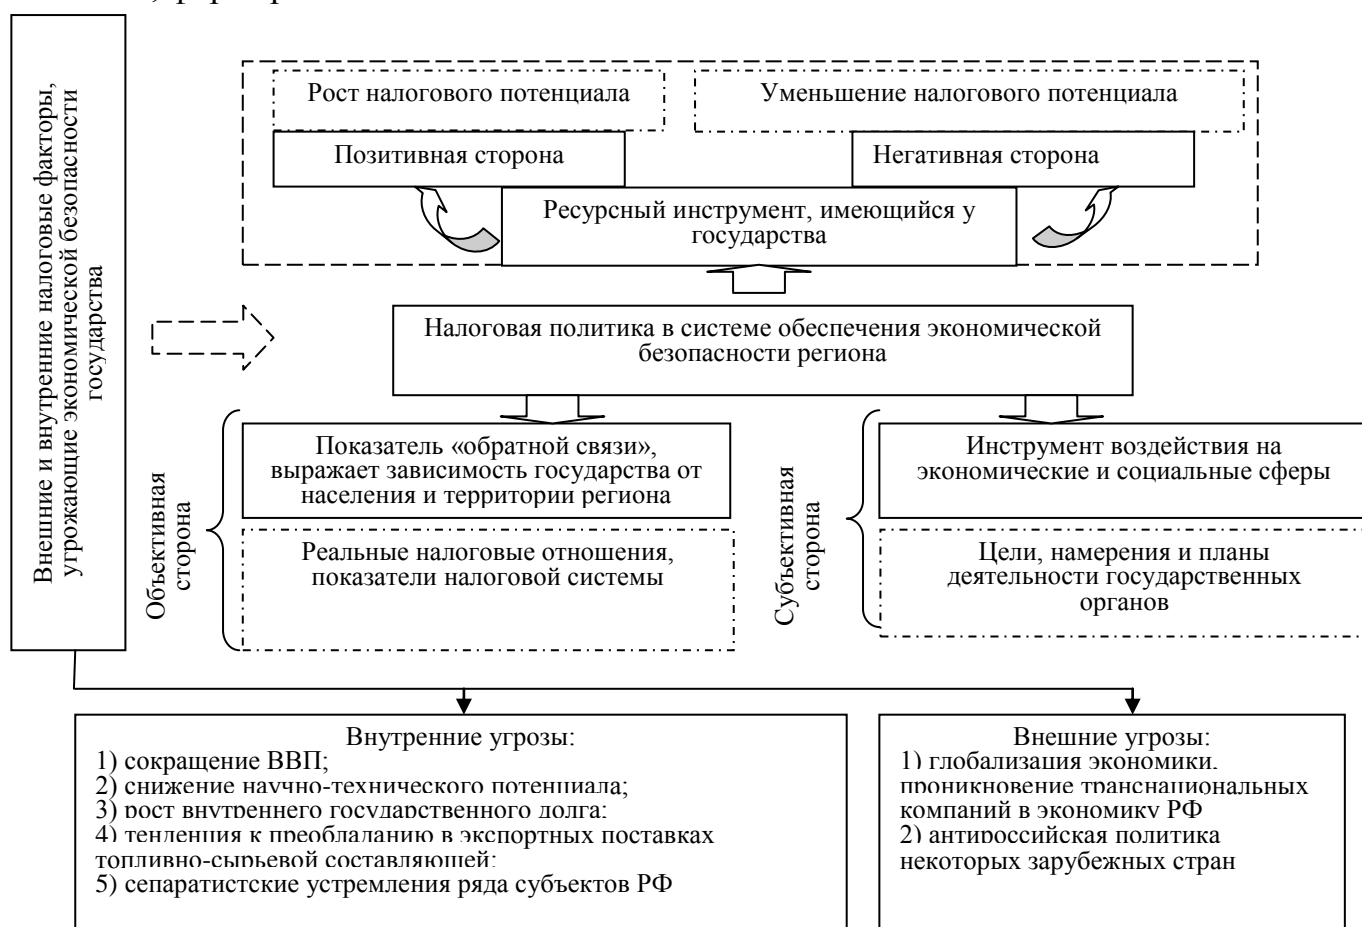 Внешние и внутренние налоговые факторы,
угрожающие экономической безопасности
государства
Рост налогового потенциала
Уменьшение налогового потенциала
Позитивная сторона
Негативная сторона
Ресурсный инструмент, имеющийся у
государства
Налоговая политика в системе обеспечения экономической
безопасности региона
Объективная
сторона
Показатель «обратной связи»,
выражает зависимость государства от
населения и территории региона
Реальные налоговые отношения,
показатели налоговой системы
Субъективная
сторона
Инструмент воздействия на
экономические и социальные сферы
Цели, намерения и планы
деятельности государственных
органов
Внутренние угрозы:
1) сокращение ВВП;
2) снижение научно-технического потенциала;
3) рост внутреннего государственного долга;
4) тенденция к преобладанию в экспортных поставках
топливно-сырьевой составляющей;
5) сепаратистские устремления ряда субъектов РФ
Внешние угрозы:
1) глобализация экономики,
проникновение транснациональных
компаний в экономику РФ
2) антироссийская политика
некоторых зарубежных стран